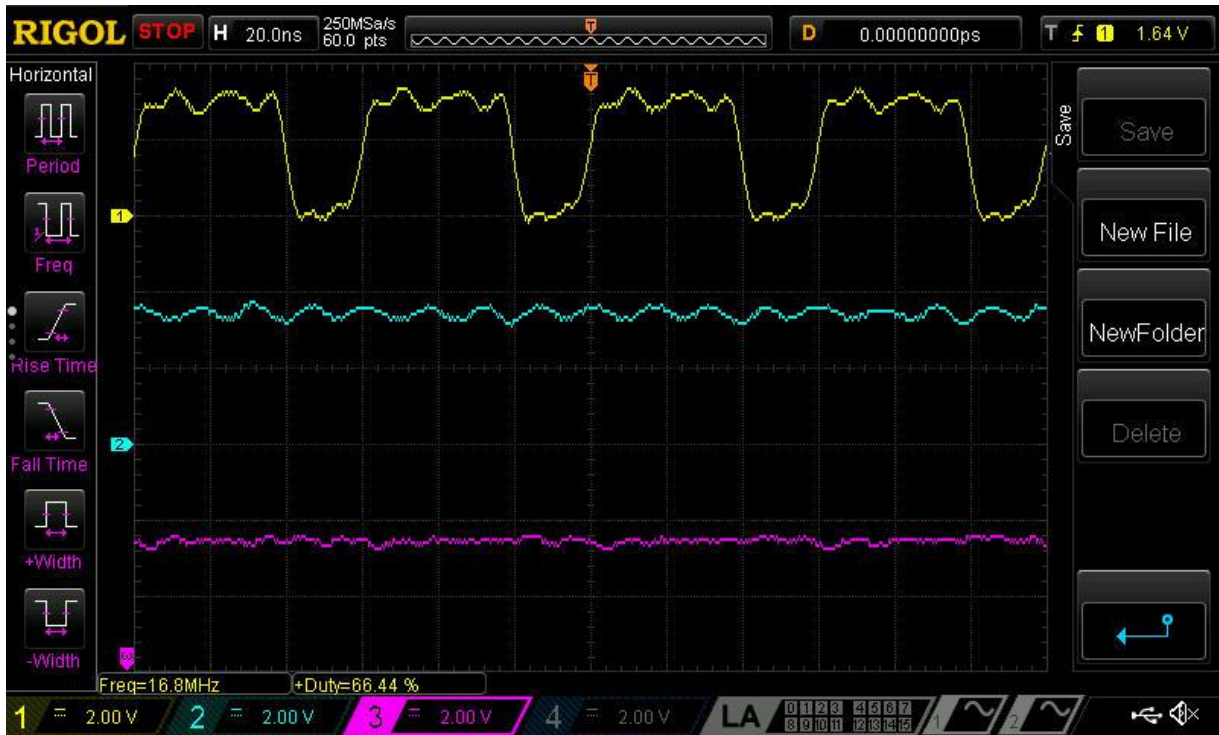 RIGOL STOP H 20.0ns 250MSa/s 60.0 pts T D 0.00000000ps T 1 1.64 V
Horizontal
T
Save
Save
Period
New File
1
Freq
NewFolder
Rise Time
Delete
2
Fall Time
+Width
-Width
Freq=16.8MHz +Duty=66.44 %
1 = 2.00 V 2 = 2.00 V 3 = 2.00 V 4 = 2.00 V LA 0 1 2 3 4 5 6 7 1 2
8 9 10 11 12 13 14 15